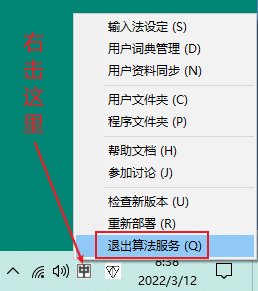 右击这里
输入法设定 (S)
用户词典管理 (D)
用户资料同步 (N)
用户文件夹 (C)
程序文件夹 (P)
帮助文档 (H)
参加讨论 (J)
检查新版本 (U)
重新部署 (R)
退出算法服务 (Q)
中
8:38
2022/3/12